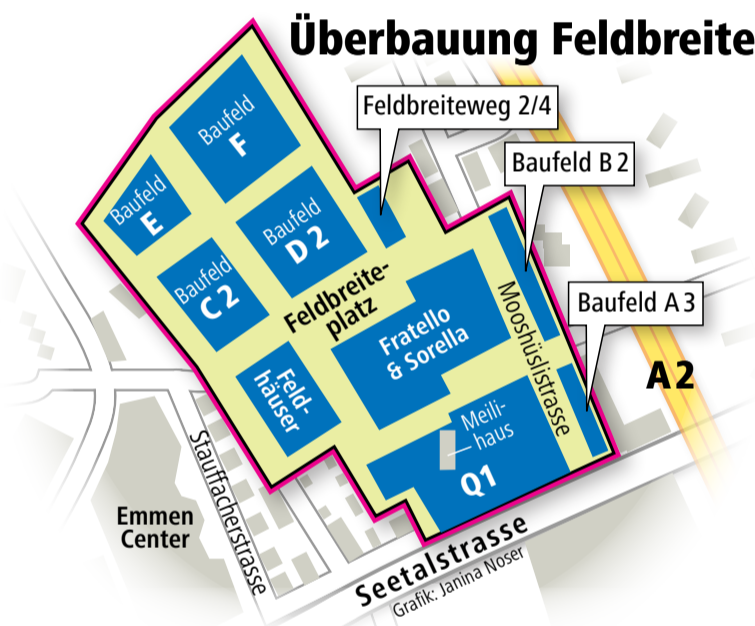 Überbauung Feldbreite
Feldbreiteweg 2/4
Baufeld B 2
Baufeld A 3
Baufeld
F
Baufeld
E
Baufeld
D 2
Baufeld
C 2
Feldbreite-
platz
Fratello
& Sorella
Mooshüslistrasse
Feld-
häuser
Meili-
haus
Q1
A2
Stauffacherstrasse
Emmen
Center
Seetalstrasse
Grafik: Janina Noser